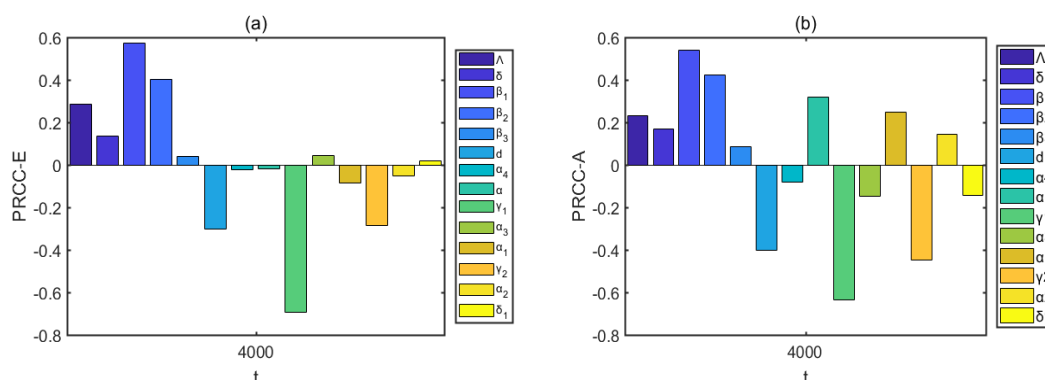 (a)
PRCC-E
0.6
0.4
0.2
0
-0.2
-0.4
-0.6
-0.8
4000
t
Λ
δ
β₁
β₂
β₃
d
α₄
α
γ₁
α₃
α₁
γ₂
α₂
δ₁
(b)
PRCC-A
0.6
0.4
0.2
0
-0.2
-0.4
-0.6
-0.8
4000
t
Λ
δ
β
β
β
d
α
α
γ
α
α
γ
α
δ